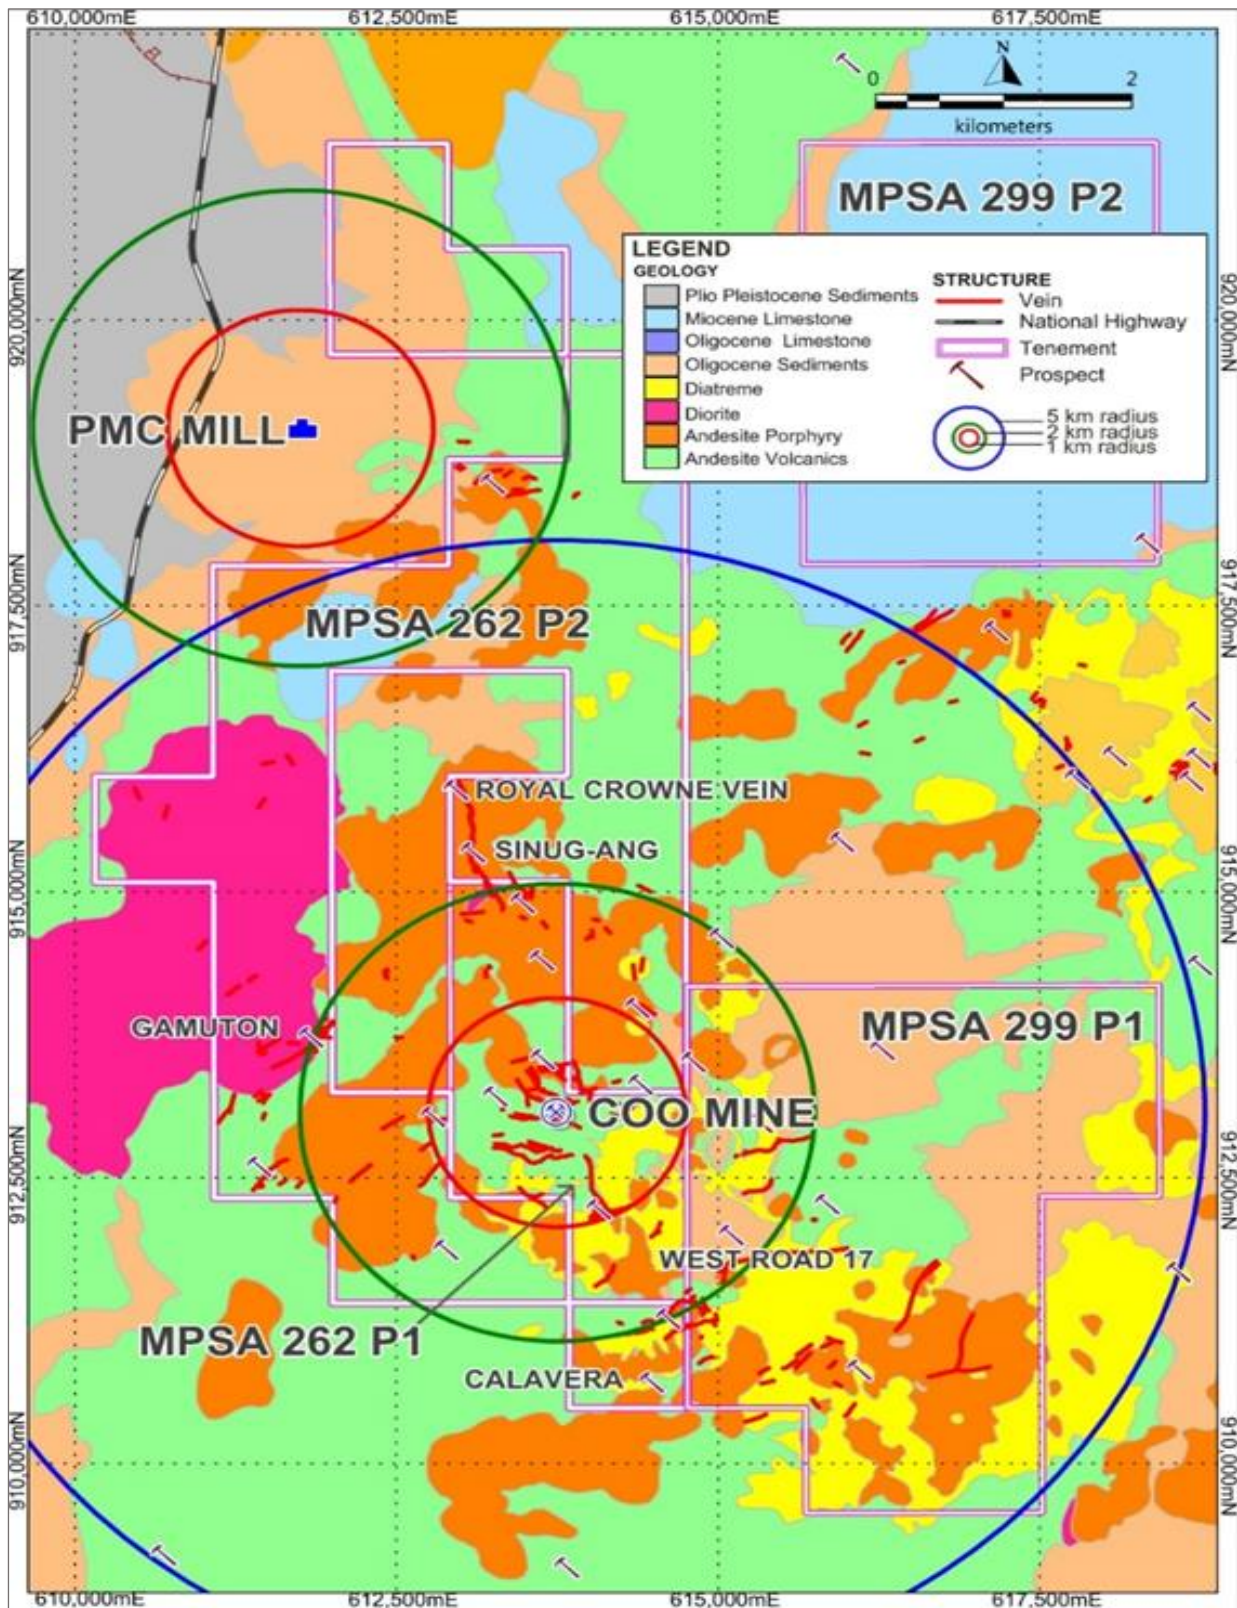 610,000mE 612,500mE 615,000mE 617,500mE
N
0 2
kilometers
MPSA 299 P2
LEGEND
GEOLOGY
Plio Pleistocene Sediments
Miocene Limestone
Oligocene Limestone
Oligocene Sediments
Diatreme
Diorite
Andesite Porphyry
Andesite Volcanics
STRUCTURE
Vein
National Highway
Tenement
Prospect
5 km radius
2 km radius
1 km radius
920,000mN 920,000mN
PMC MILL
917,500mN 917,500mN
MPSA 262 P2
ROYAL CROWNE VEIN
SINUG-ANG
915,000mN 915,000mN
GAMUTON
MPSA 299 P1
COO MINE
912,500mN 912,500mN
WEST ROAD 17
MPSA 262 P1
CALAVERA
910,000mN 910,000mN
610,000mE 612,500mE 615,000mE 617,500mE